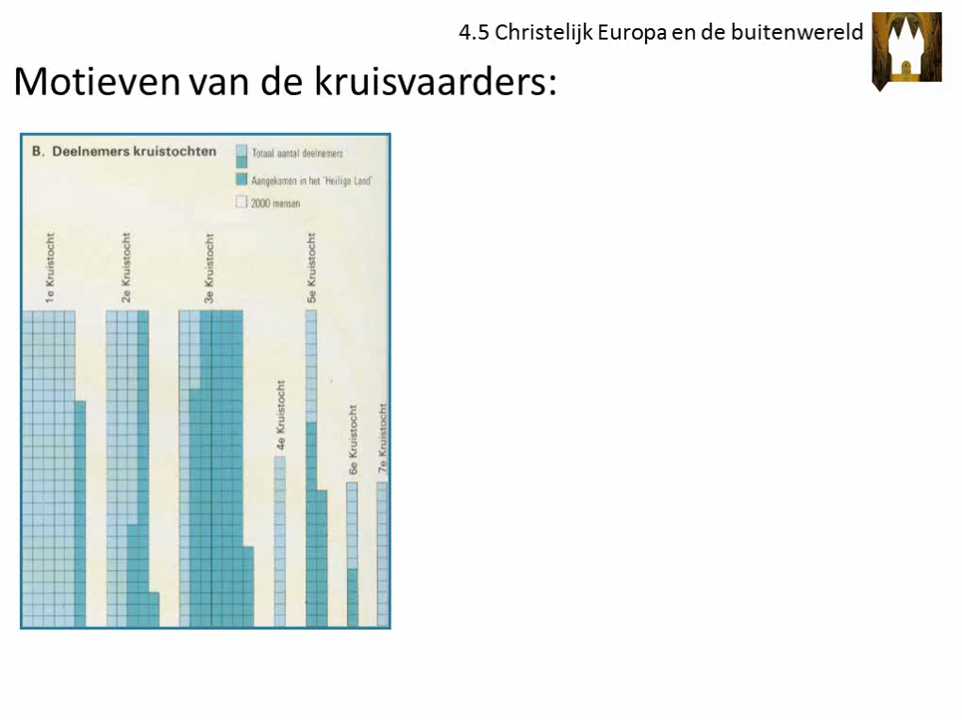 4.5 Christelijk Europa en de buitenwereld
Motieven van de kruisvaarders:
B. Deelnemers kruistochten
Totaal aantal deelnemers
Aangekomen in het 'Heilige Land'
2000 mensen
1e Kruistocht
2e Kruistocht
3e Kruistocht
4e Kruistocht
5e Kruistocht
6e Kruistocht
7e Kruistocht